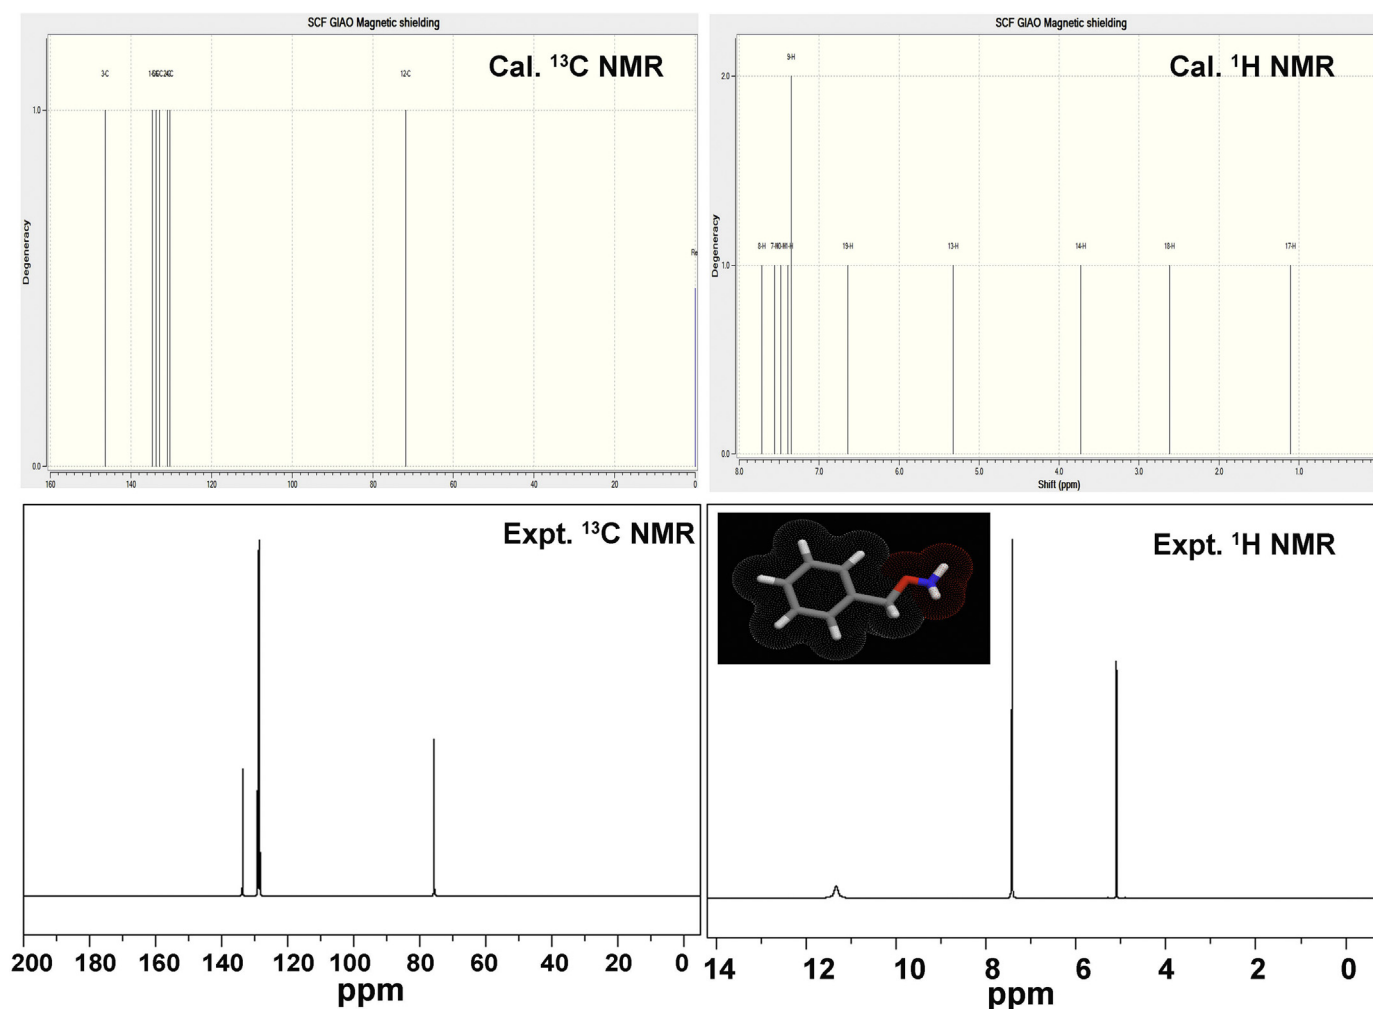 SCF GIAO Magnetic shielding
Cal. ¹³C NMR
3-C
12-C
Re
1.0
Degeneracy
0.0
160 140 120 100 80 60 40 20 0
SCF GIAO Magnetic shielding
Cal. ¹H NMR
9-H
2.0
8-H
19-H 13-H 14-H 18-H 17-H
1.0
Degeneracy
0.0
8.0 7.0 6.0 5.0 4.0 3.0 2.0 1.0
Shift (ppm)
Expt. ¹³C NMR
200 180 160 140 120 100 80 60 40 20 0
ppm
Expt. ¹H NMR
14 12 10 8 6 4 2 0
ppm